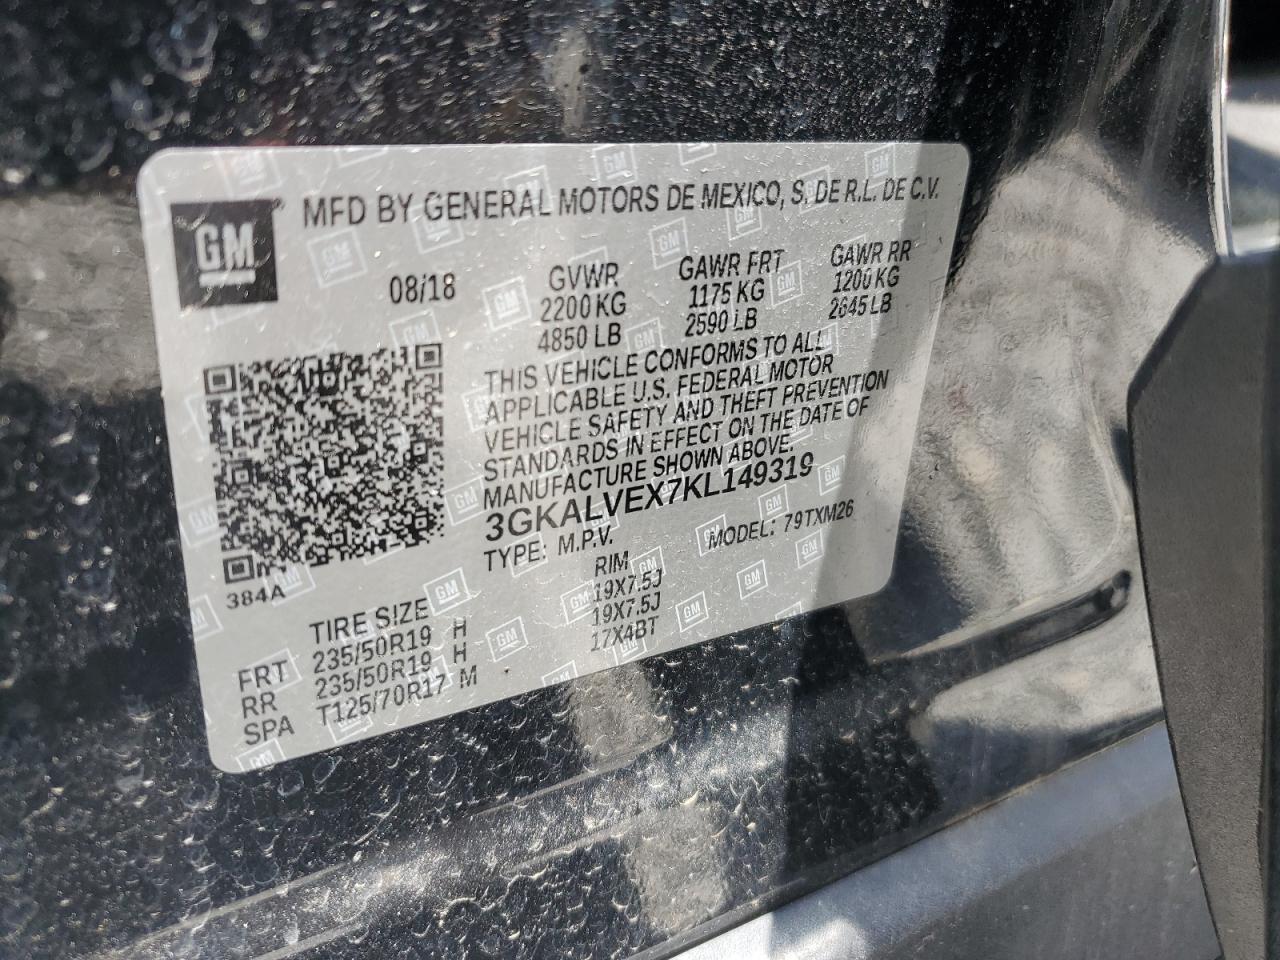 GM® MFD BY GENERAL MOTORS DE MEXICO, S. DE R.L. DE C.V.
08/18 GVWR GAWR FRT GAWR RR
2200 KG 1175 KG 1200 KG
4850 LB 2590 LB 2645 LB
THIS VEHICLE CONFORMS TO ALL
APPLICABLE U.S. FEDERAL MOTOR
VEHICLE SAFETY AND THEFT PREVENTION
STANDARDS IN EFFECT ON THE DATE OF
MANUFACTURE SHOWN ABOVE.
3GKALVEX7KL149319
TYPE: M.P.V. MODEL: 79TXM26
384A
TIRE SIZE RIM
FRT 235/50R19 H 19X7.5J
RR 235/50R19 H 19X7.5J
SPA T125/70R17 M 17X4BT